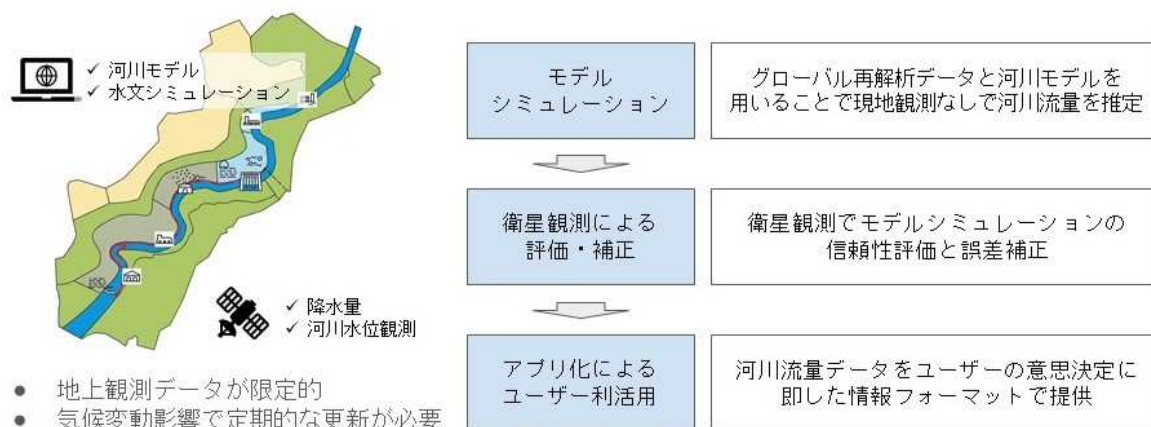 ✓ 河川モデル
✓ 水文シミュレーション
✓ 降水量
✓ 河川水位観測
● 地上観測データが限定的
● 気候変動影響で定期的な更新が必要
モデル
シミュレーション
グローバル再解析データと河川モデルを
用いることで現地観測なしで河川流量を推定
衛星観測による
評価・補正
衛星観測でモデルシミュレーションの
信頼性評価と誤差補正
アプリ化による
ユーザー利活用
河川流量データをユーザーの意思決定に
即した情報フォーマットで提供